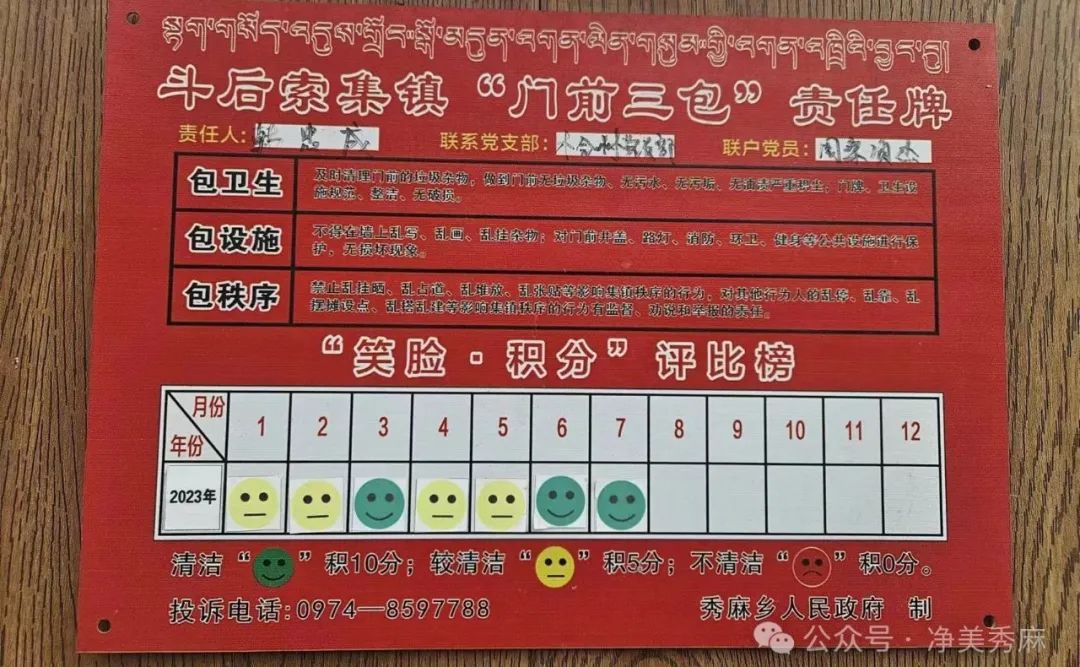 སྟག་གསོད་འདུས་གྲོང་སྒོ་མདུན་འགན་ལེན་གསུམ་གྱི་འགན་འཁྲིའི་བྱང་བུ།
斗后索集镇“门前三包”责任牌
责任人： 联系党支部： 联户党员：
包卫生 及时清理门前的垃圾杂物，做到门前无垃圾杂物、无污水、无污垢、无油渍严重积尘；门牌、卫生设
施规范、整洁、无破损。
包设施 不得在墙上乱写、乱画、乱挂杂物；对门前井盖、路灯、消防、环卫、健身等公共设施进行保
护，无损坏现象。
包秩序 禁止乱挂晒、乱占道、乱堆放、乱张贴等影响集镇秩序的行为，对其他行为人的乱停、乱靠、乱
摆摊设点、乱搭乱建等影响集镇秩序的行为有监督、劝说和举报的责任。
“笑脸·积分”评比榜
月份 年份 1 2 3 4 5 6 7 8 9 10 11 12
2023年
清洁“ ”积10分；较清洁“ ”积5分；不清洁“ ”积0分。
投诉电话：0974—8597788 秀麻乡人民政府 制
公众号·净美秀麻